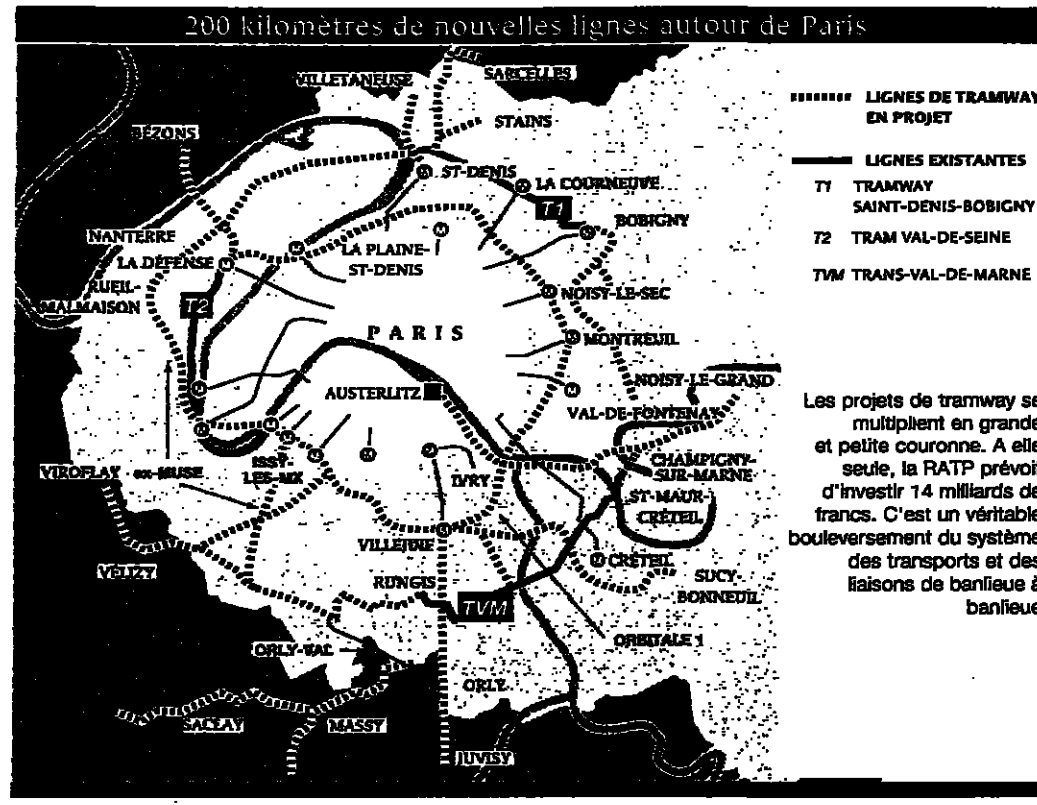 200 kilomètres de nouvelles lignes autour de Paris
VILLETANEUSE
SARCELLES
STAINS
BEZONS
ST-DENIS
LA COURNEUVE
T1
BOBIGNY
NANTERRE
LA DÉFENSE
LA PLAINE-
ST-DENIS
RUEIL-
MALMAISON
T2
NOISY-LE-SEC
PARIS
MONTREUIL
AUSTERLITZ
NOISY-LE-GRAND
VAL-DE-FONTENAY
VIROFLAY
ex-MUSE
ISSY-
LES-MX
IVRY
CHAMPIGNY-
SUR-MARNE
ST-MAUR-
CRÉTEIL
VILLEJUIF
VÉLIZY
RUNGIS
CRÉTEIL
SUCY-
BONNEUIL
TVM
ORBITALE 1
ORLY-VAL
ORLY
SACLAY
MASSY
JUVISY
LIGNES DE TRAMWAY
EN PROJET
LIGNES EXISTANTES
T1 TRAMWAY
SAINT-DENIS-BOBIGNY
T2 TRAM VAL-DE-SEINE
TVM TRANS-VAL-DE-MARNE
Les projets de tramway se
multiplient en grande
et petite couronne. A elle
seule, la RATP prévoit
d'investir 14 milliards de
francs. C'est un véritable
bouleversement du système
des transports et des
liaisons de banlieue à
banlieue